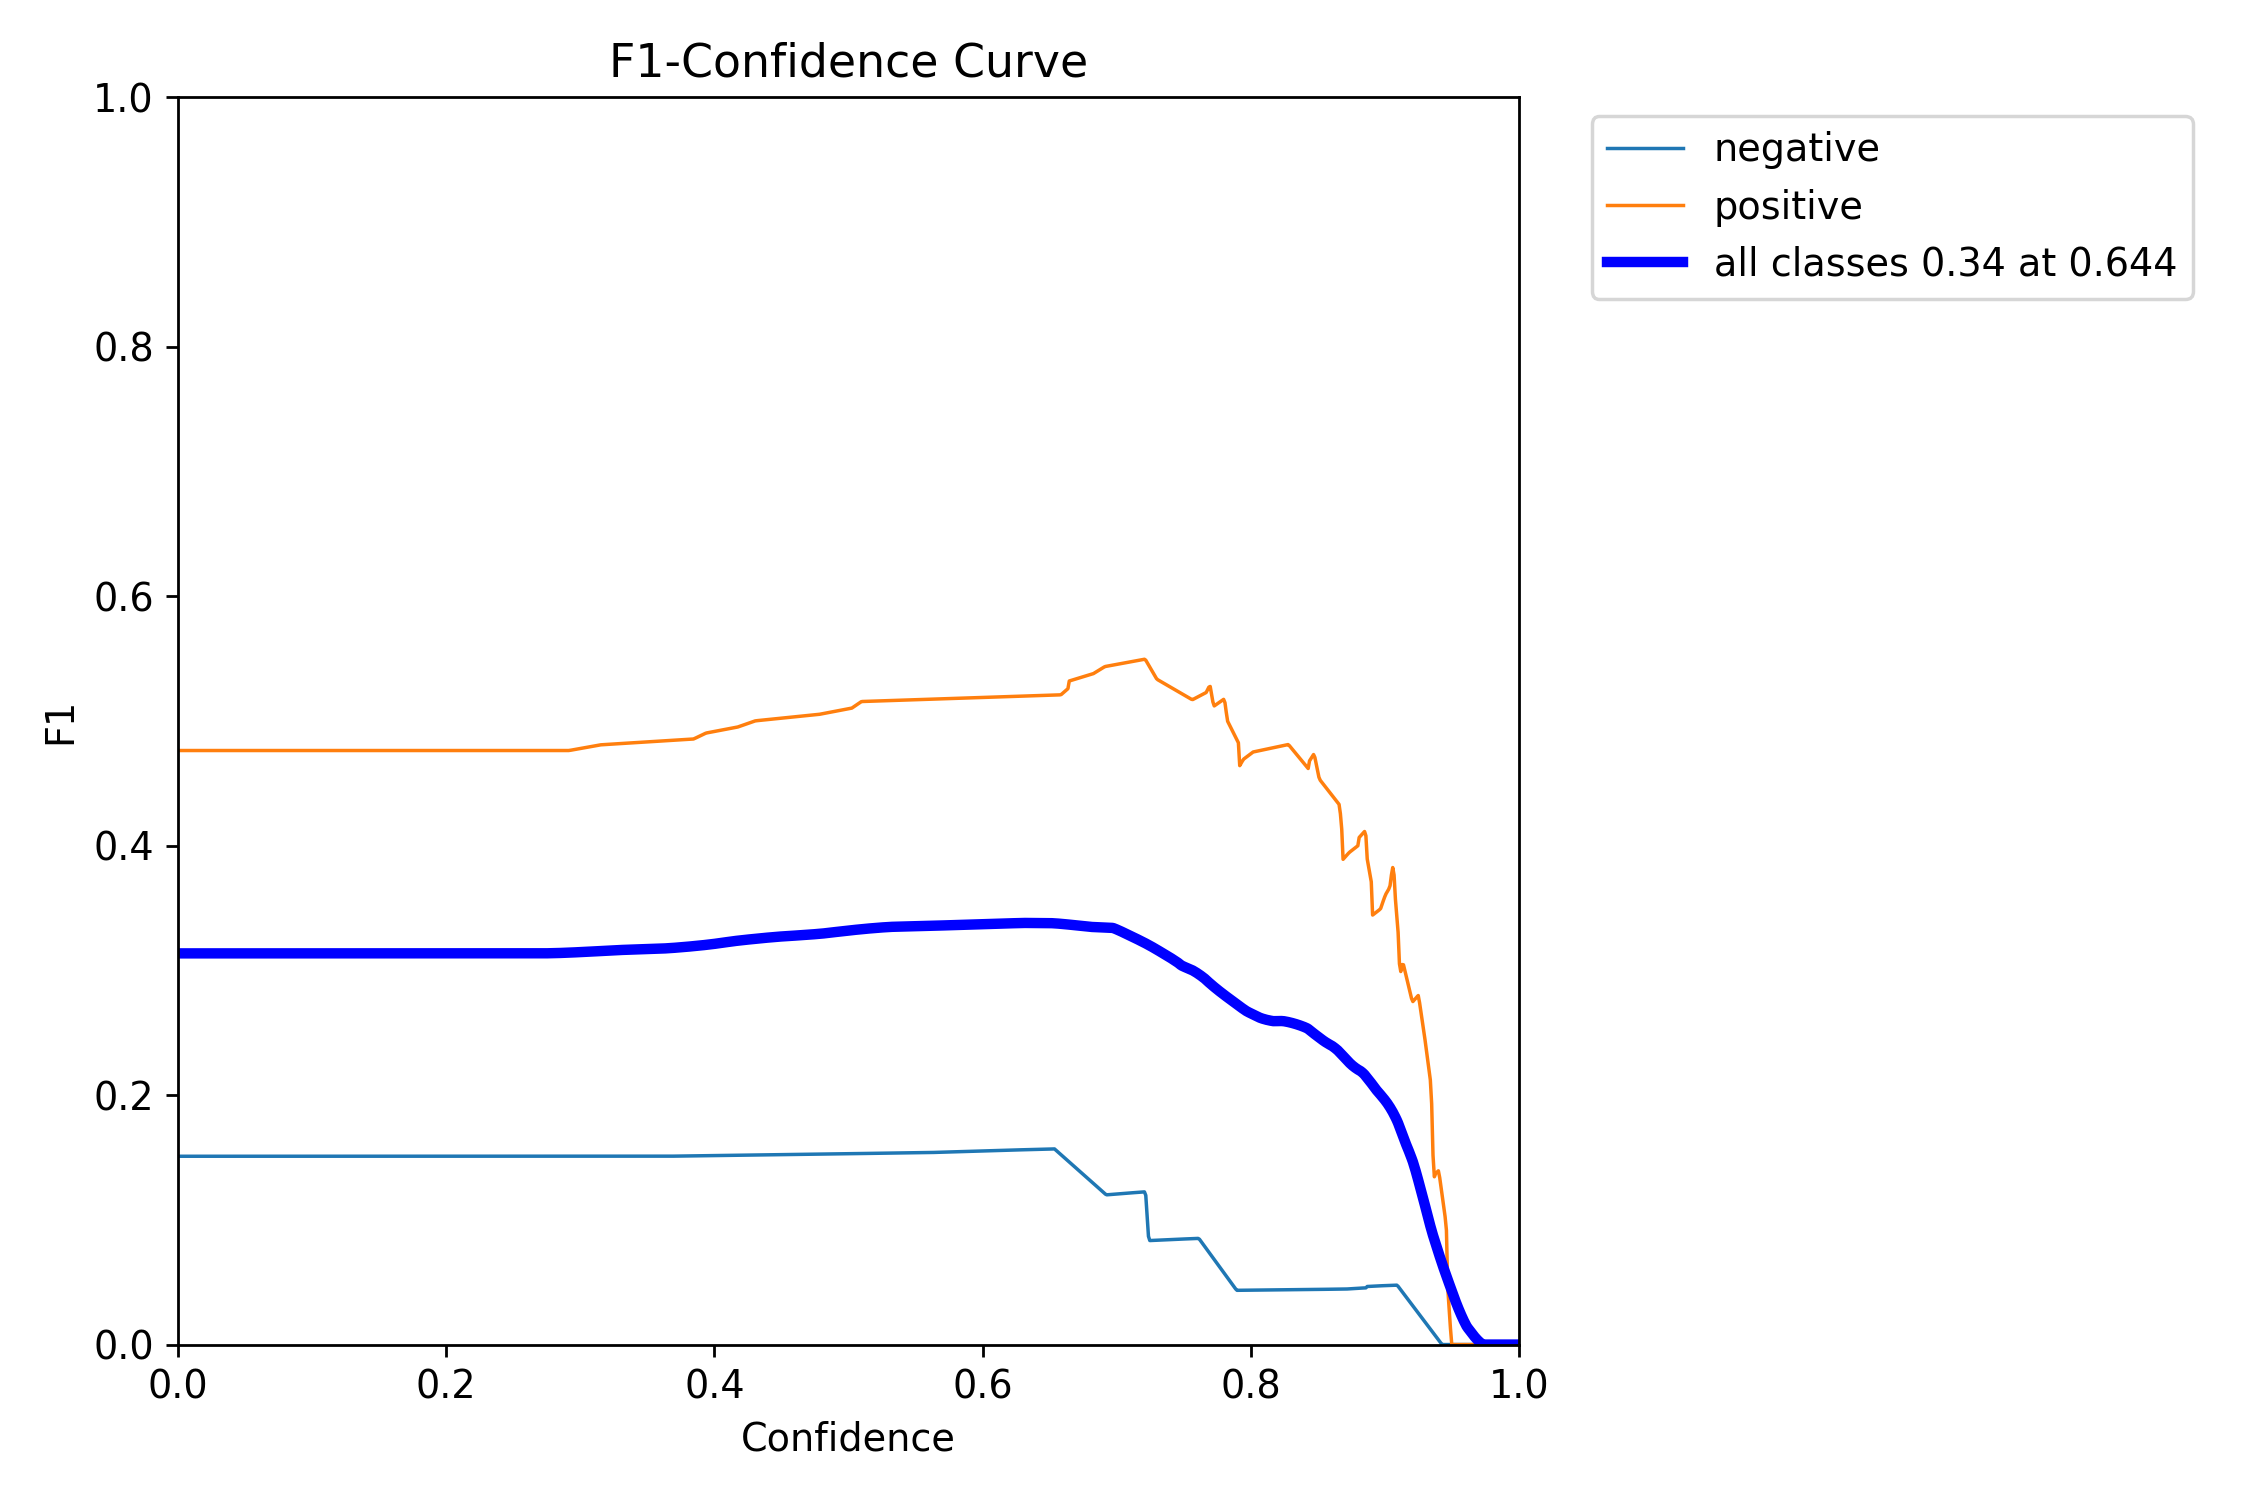 F1-Confidence Curve
1.0
0.8
0.6
0.4
0.2
0.0
F1
0.0 0.2 0.4 0.6 0.8 1.0
Confidence
negative
positive
all classes 0.34 at 0.644